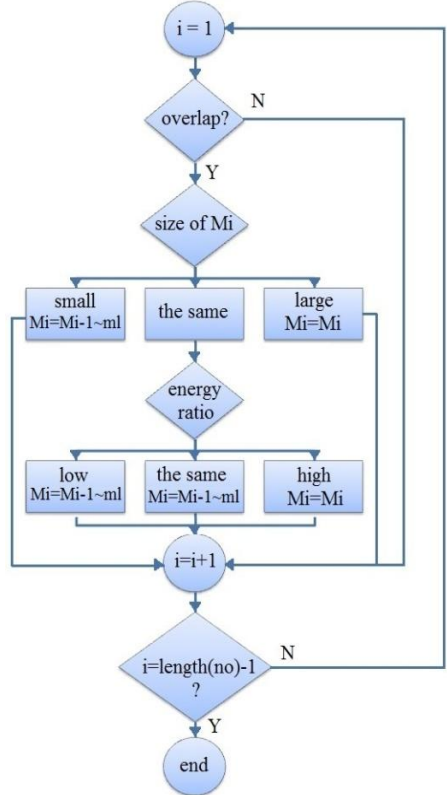 i = 1
overlap?
N
Y
size of Mi
small
Mi=Mi-1~ml
the same
large
Mi=Mi
energy
ratio
low
Mi=Mi-1~ml
the same
Mi=Mi-1~ml
high
Mi=Mi
i=i+1
i=length(no)-1
?
N
Y
end